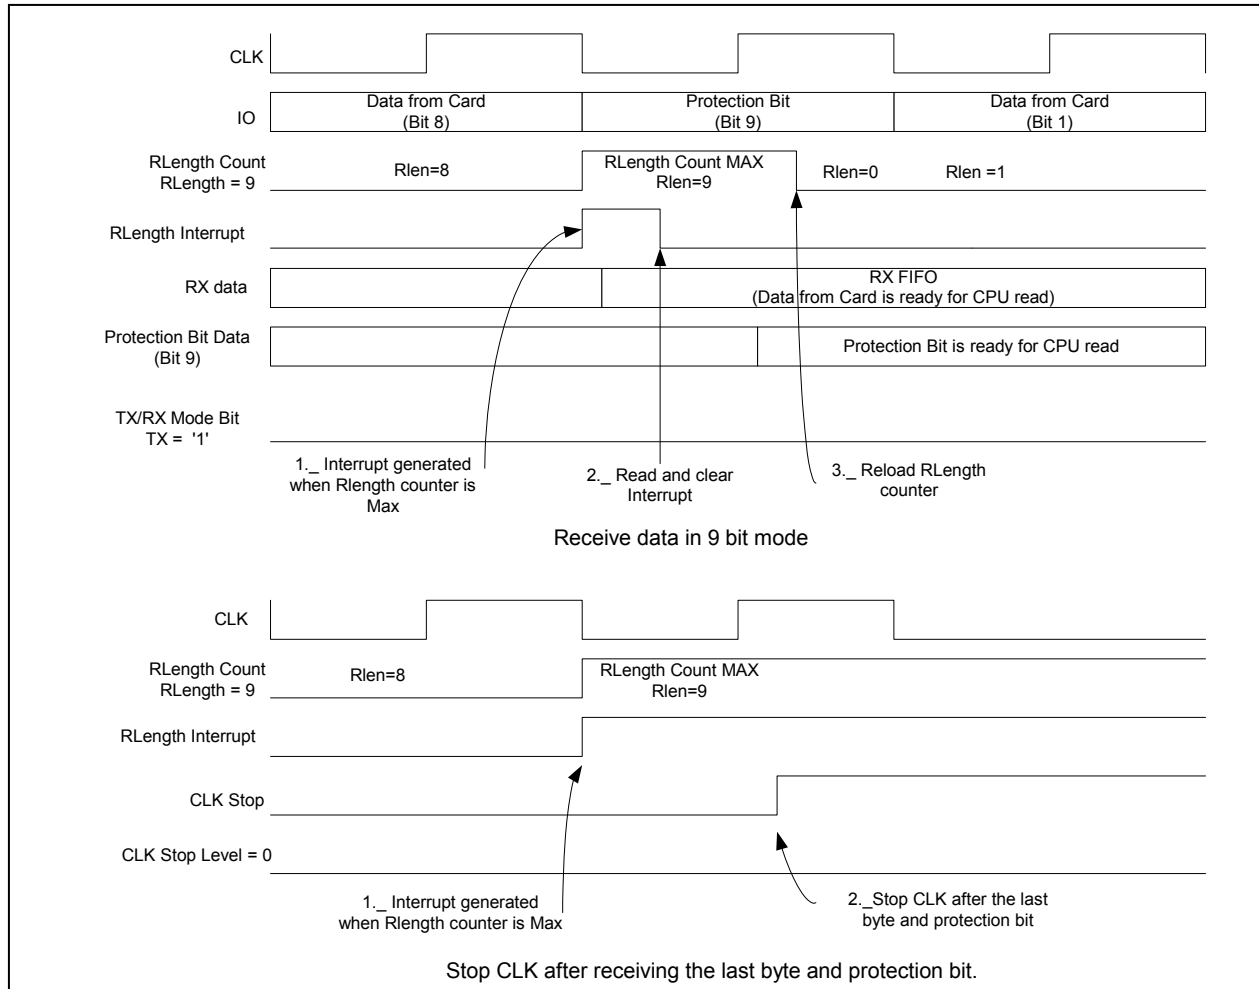 CLK
IO
Data from Card
(Bit 8)
Protection Bit
(Bit 9)
Data from Card
(Bit 1)
RLength Count
RLength = 9
Rlen=8
RLength Count MAX
Rlen=9
Rlen=0
Rlen =1
RLength Interrupt
RX data
RX FIFO
(Data from Card is ready for CPU read)
Protection Bit Data
(Bit 9)
Protection Bit is ready for CPU read
TX/RX Mode Bit
TX = '1'
1._ Interrupt generated
when Rlength counter is
Max
2._ Read and clear
Interrupt
3._ Reload RLength
counter
Receive data in 9 bit mode
CLK
RLength Count
RLength = 9
Rlen=8
RLength Count MAX
Rlen=9
RLength Interrupt
CLK Stop
CLK Stop Level = 0
1._ Interrupt generated
when Rlength counter is Max
2._Stop CLK after the last
byte and protection bit
Stop CLK after receiving the last byte and protection bit.